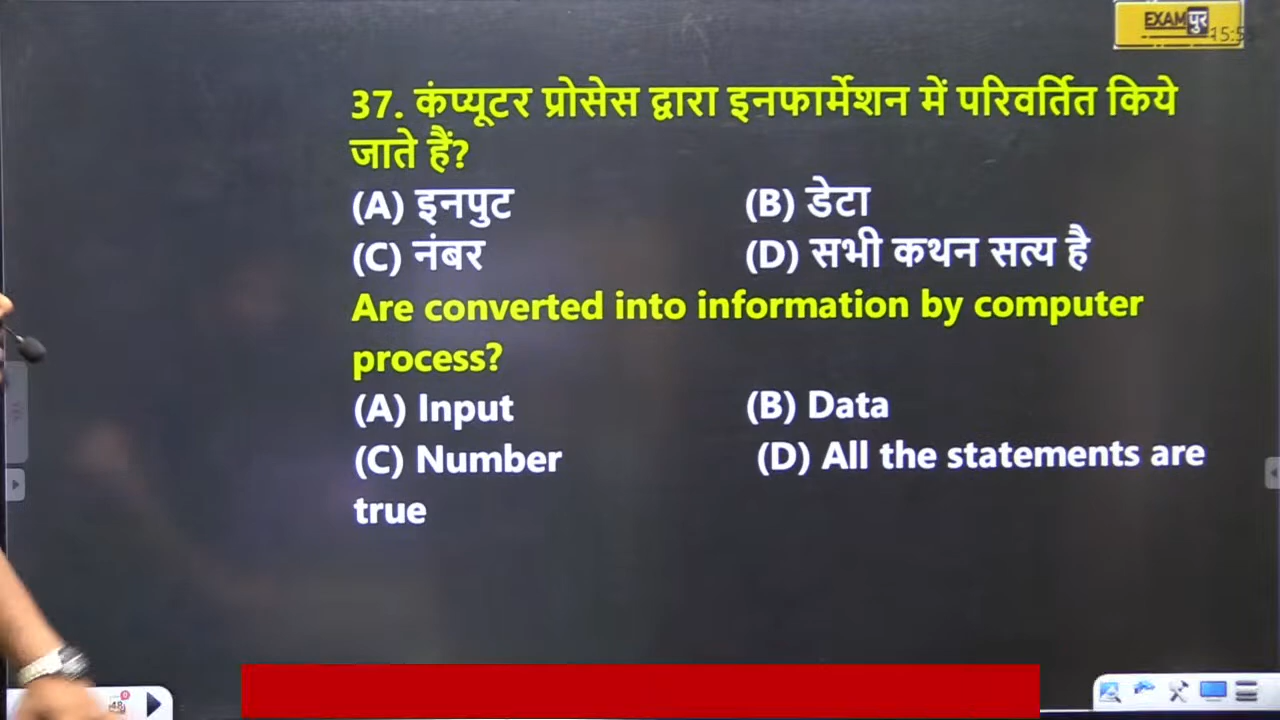 EXAMपुर
37. कंप्यूटर प्रोसेस द्वारा इनफार्मेशन में परिवर्तित किये
जाते हैं?
(A) इनपुट (B) डेटा
(C) नंबर (D) सभी कथन सत्य है
Are converted into information by computer
process?
(A) Input (B) Data
(C) Number (D) All the statements are
true